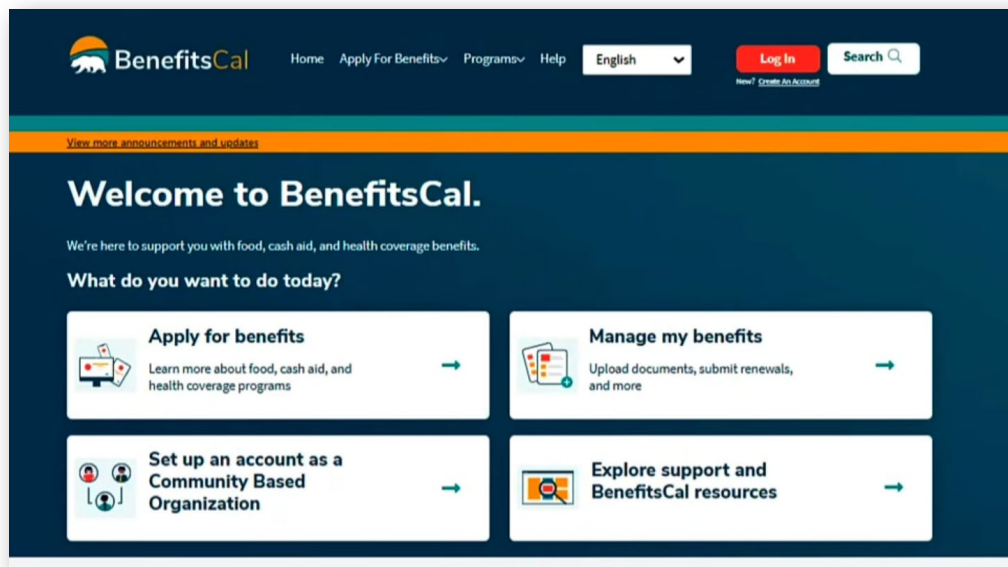 BenefitsCal
Home Apply For Benefits Programs Help English Log In Search
New? Create An Account
View more announcements and updates
Welcome to BenefitsCal.
We're here to support you with food, cash aid, and health coverage benefits.
What do you want to do today?
Apply for benefits
Learn more about food, cash aid, and
health coverage programs
Manage my benefits
Upload documents, submit renewals,
and more
Set up an account as a
Community Based
Organization
Explore support and
BenefitsCal resources